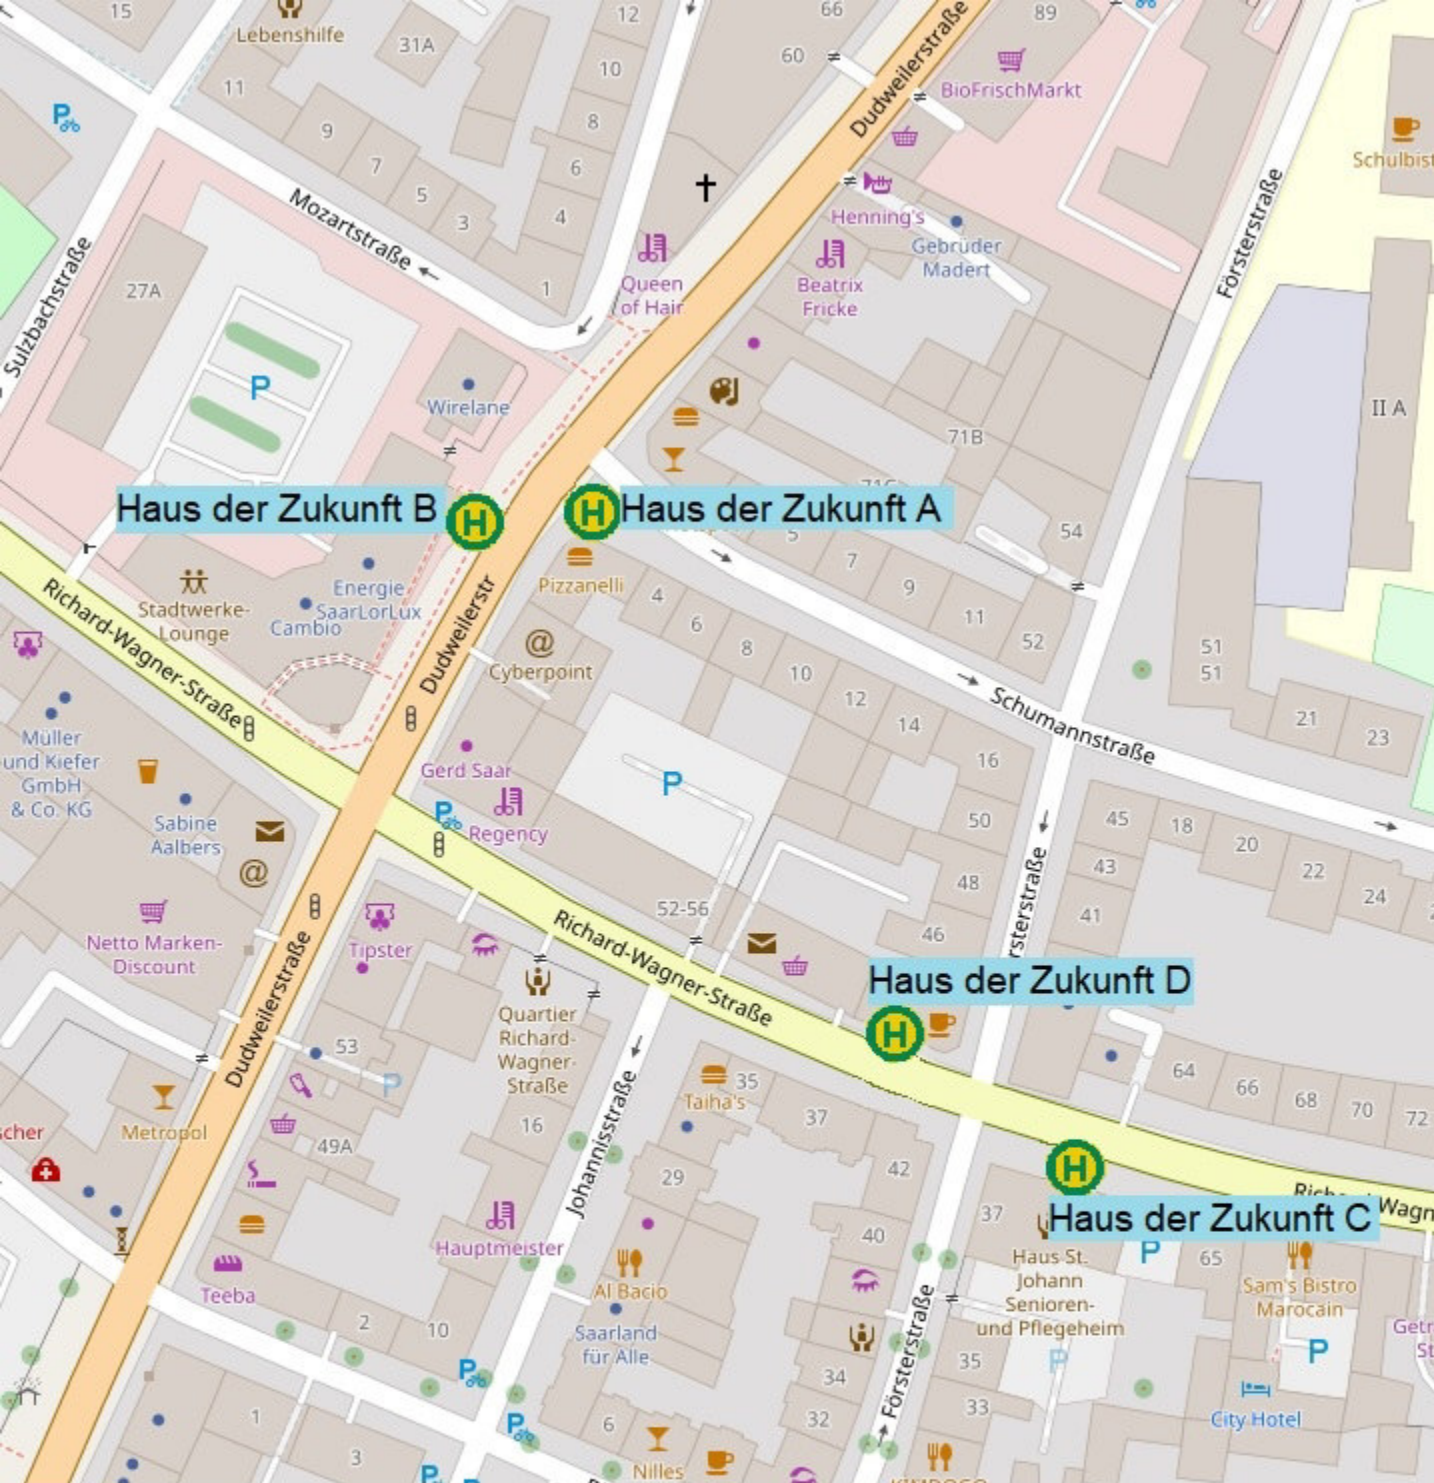 15
Lebenshilfe
31A
12
66
89
60
10
11
BioFrischMarkt
Dudweilerstraße
P
8
9
7
6
5
3
4
Schulbist
Mozartstraße
Henning's
Gebrüder
Madert
Försterstraße
Sulzbachstraße
27A
1
Queen
of Hair
Beatrix
Fricke
P
Wirelane
II A
71B
Haus der Zukunft B
H
H
Haus der Zukunft A
5
54
7
9
11
52
Richard-Wagner-Straße
Stadtwerke-
Lounge
Energie
SaarLorLux
Cambio
Pizzanelli
4
6
8
10
12
14
16
Dudweilerstr
@
Cyberpoint
51
51
21
23
Schumannstraße
Müller
und Kiefer
GmbH
& Co. KG
Gerd Saar
P
P
Regency
50
48
46
45
18
20
22
24
43
41
Sabine
Aalbers
@
52-56
Netto Marken-
Discount
Tipster
Richard-Wagner-Straße
rsterstraße
Haus der Zukunft D
H
Quartier
Richard-
Wagner-
Straße
Dudweilerstraße
53
P
64
66
68
70
72
Taiha's
35
37
Metropol
scher
49A
16
Johannisstraße
29
42
H
Haus der Zukunft C
37
40
Wagn
Hauptmeister
Haus St.
Johann
Senioren-
und Pflegeheim
P
65
Sam's Bistro
Marocain
Teeba
Al Bacio
Saarland
für Alle
2
10
Försterstraße
34
35
P
P
Getr
St
P
32
33
City Hotel
1
3
P
6
Nilles
P